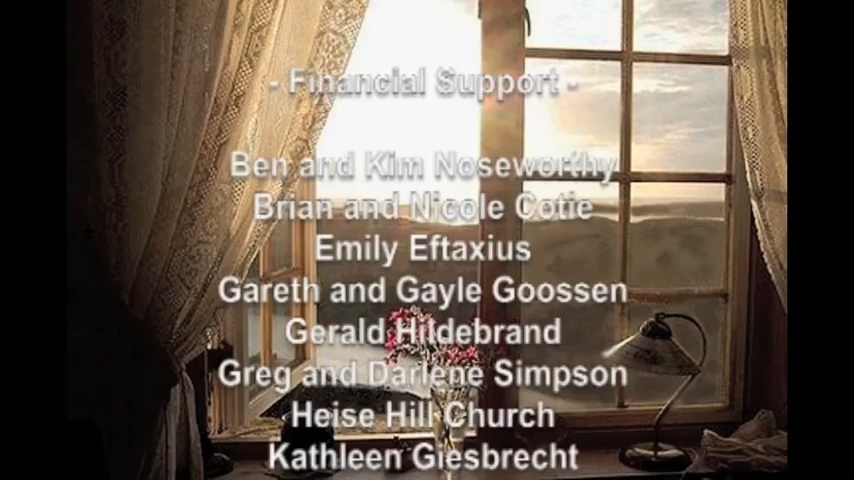 - Financial Support -
Ben and Kim Noseworthy
Brian and Nicole Cotie
Emily Eftaxius
Gareth and Gayle Goossen
Gerald Hildebrand
Greg and Darlene Simpson
Heise Hill Church
Kathleen Giesbrecht